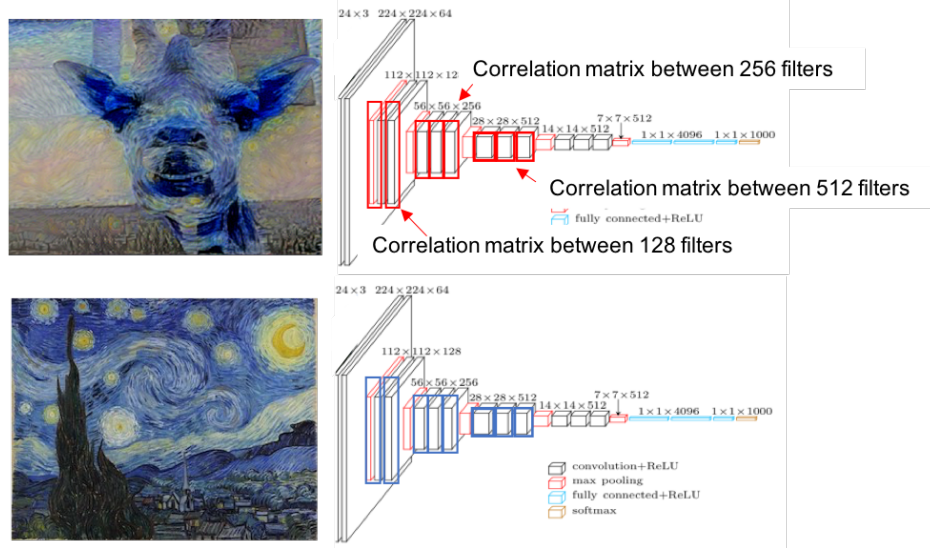 24×3 224×224×64
112×112×12
Correlation matrix between 256 filters
56×56×256
28×28×512
7×7×512
14×14×512
1×1×4096 1×1×1000
Correlation matrix between 512 filters
fully connected+ReLU
Correlation matrix between 128 filters
24×3 224×224×64
112×112×128
56×56×256
28×28×512
7×7×512
14×14×512
1×1×4096 1×1×1000
convolution+ReLU
max pooling
fully connected+ReLU
softmax